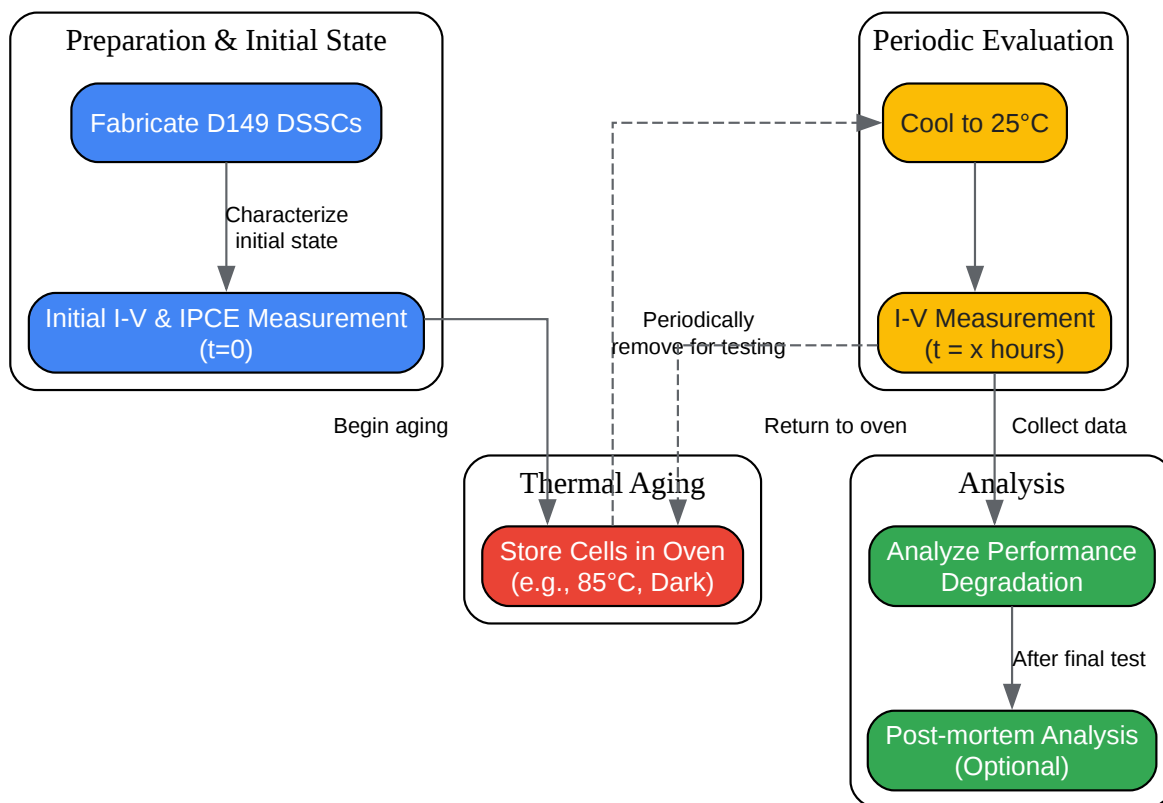 Preparation & Initial State
Fabricate D149 DSSCs
Characterize
initial state
Initial I-V & IPCE Measurement
(t=0)
Begin aging
Thermal Aging
Store Cells in Oven
(e.g., 85°C, Dark)
Periodically
remove for testing
Periodic Evaluation
Cool to 25°C
I-V Measurement
(t = x hours)
Return to oven
Collect data
Analysis
Analyze Performance
Degradation
After final test
Post-mortem Analysis
(Optional)